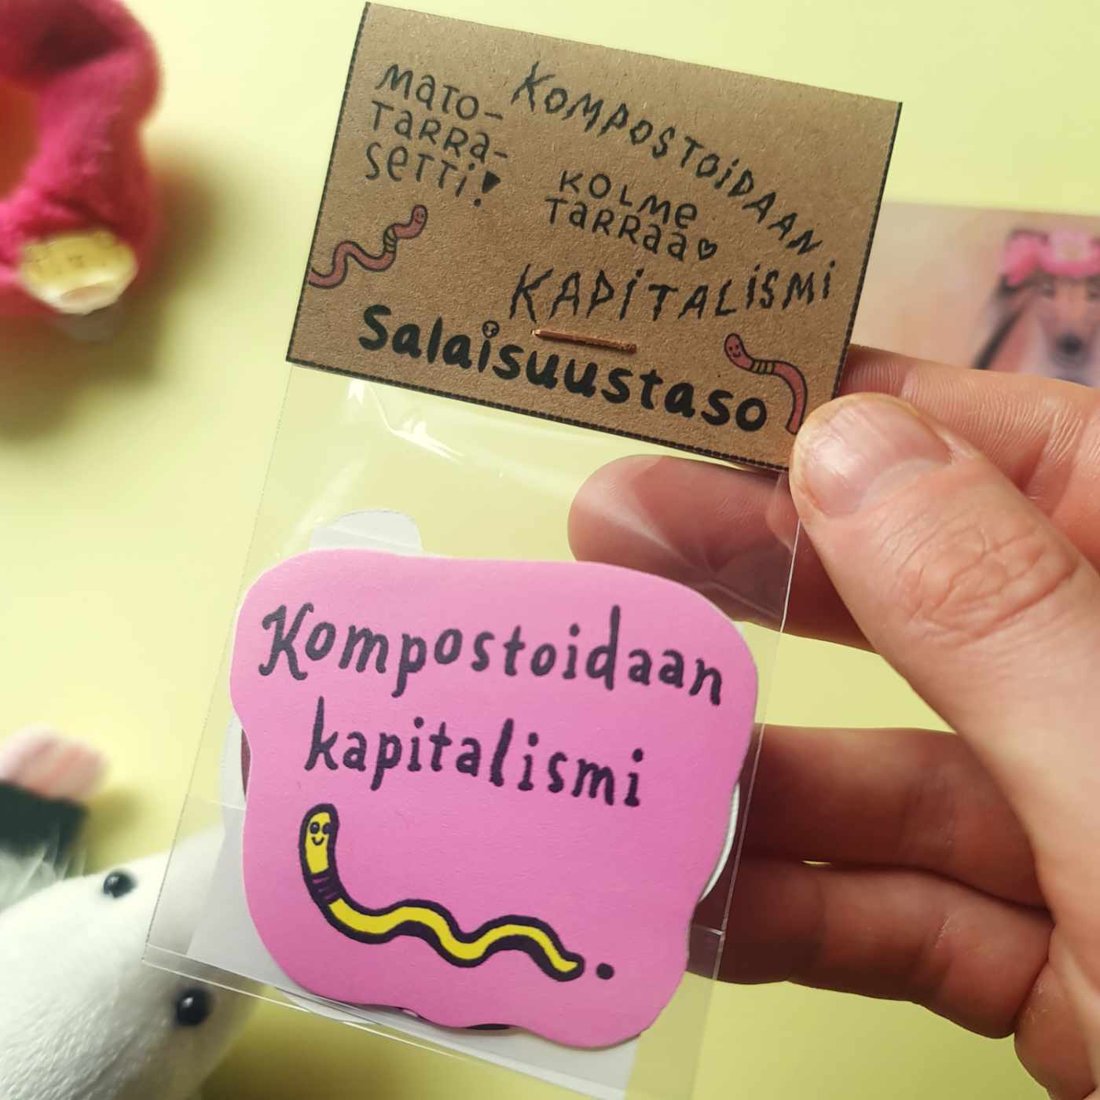 MATO-
TARRA-
SETTI!
KOMPOSTOIDAAN
KOLME
TARRAA
KAPITALISMI
Salaisuustaso
Kompostoidaan
kapitalismi